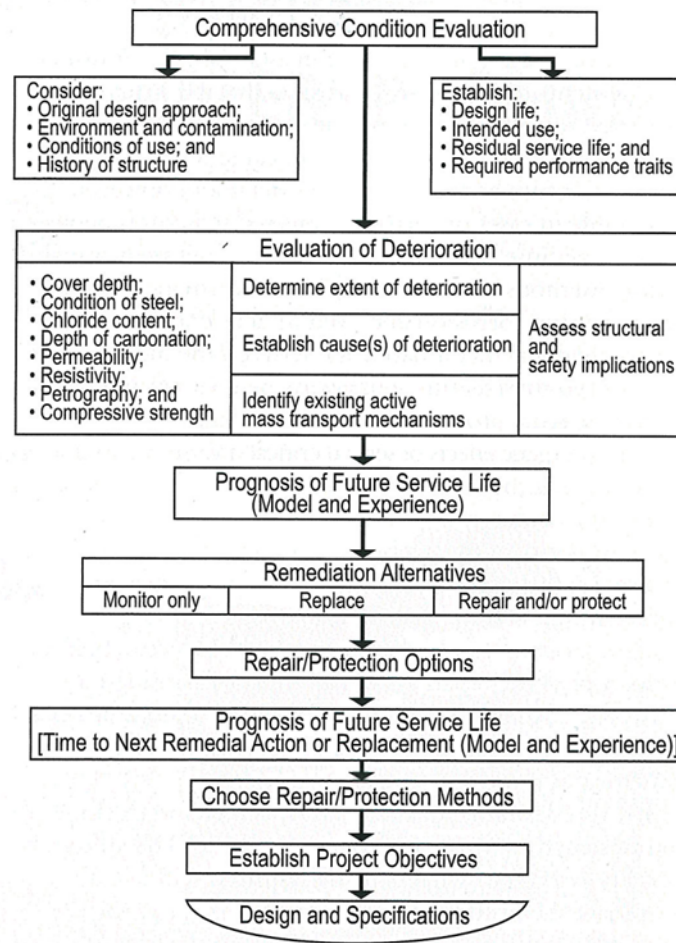 Comprehensive Condition Evaluation
Consider:
• Original design approach;
• Environment and contamination;
• Conditions of use; and
• History of structure
Establish:
• Design life;
• Intended use;
• Residual service life; and
• Required performance traits
Evaluation of Deterioration
• Cover depth;
• Condition of steel;
• Chloride content;
• Depth of carbonation;
• Permeability;
• Resistivity;
• Petrography; and
• Compressive strength
Determine extent of deterioration
Establish cause(s) of deterioration
Identify existing active
mass transport mechanisms
Assess structural
and
safety implications
Prognosis of Future Service Life
(Model and Experience)
Remediation Alternatives
Monitor only
Replace
Repair and/or protect
Repair/Protection Options
Prognosis of Future Service Life
[Time to Next Remedial Action or Replacement (Model and Experience)]
Choose Repair/Protection Methods
Establish Project Objectives
Design and Specifications